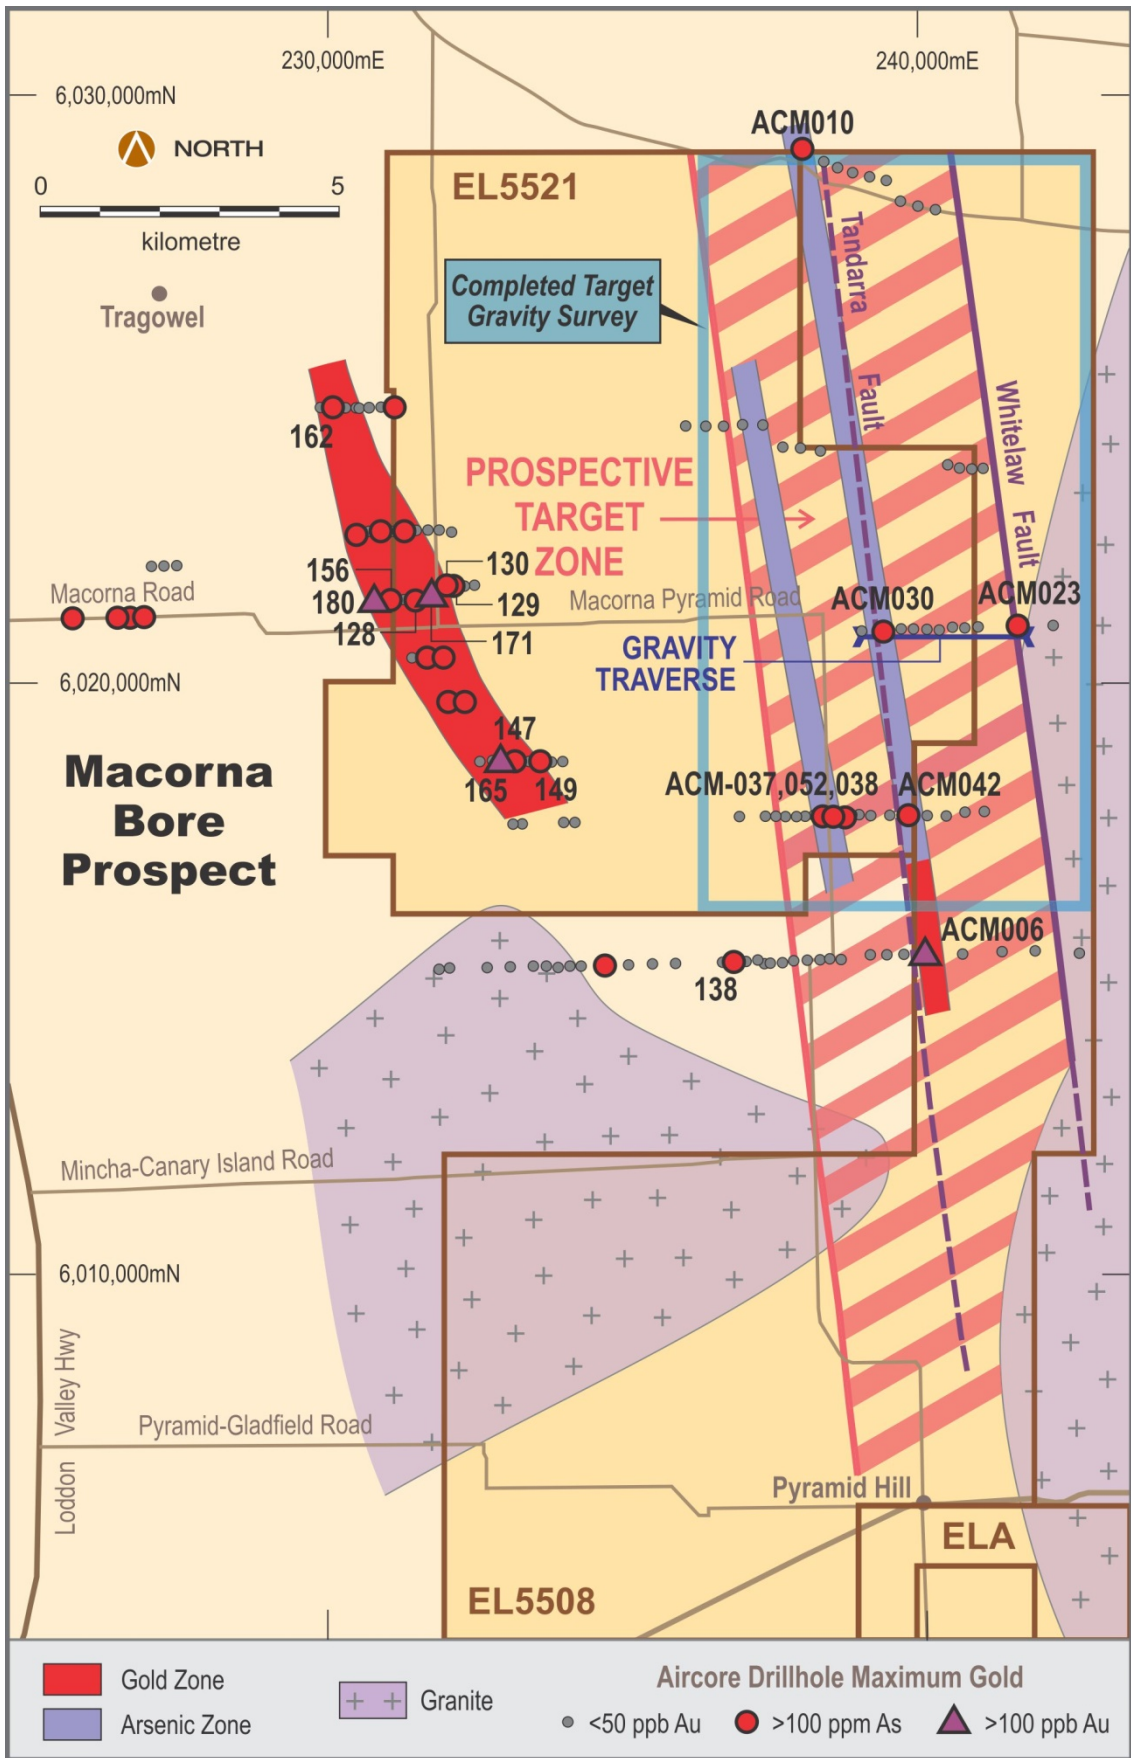 230,000mE
240,000mE
6,030,000mN
NORTH
0
5
kilometre
Tragowel
ACM010
EL5521
Completed Target
Gravity Survey
Tandarra
Fault
Whitelaw
Fault
162
PROSPECTIVE
TARGET
ZONE
156
130
180
129
128
171
Macorna Road
Macorna Pyramid Road
ACM030
ACM023
GRAVITY
TRAVERSE
6,020,000mN
147
165
149
Macorna
Bore
Prospect
ACM-037,052,038
ACM042
ACM006
138
Mincha-Canary Island Road
6,010,000mN
Loddon Valley Hwy
Pyramid-Gladfield Road
Pyramid Hill
ELA
EL5508
Gold Zone
Arsenic Zone
Granite
Aircore Drillhole Maximum Gold
<50 ppb Au
>100 ppm As
>100 ppb Au